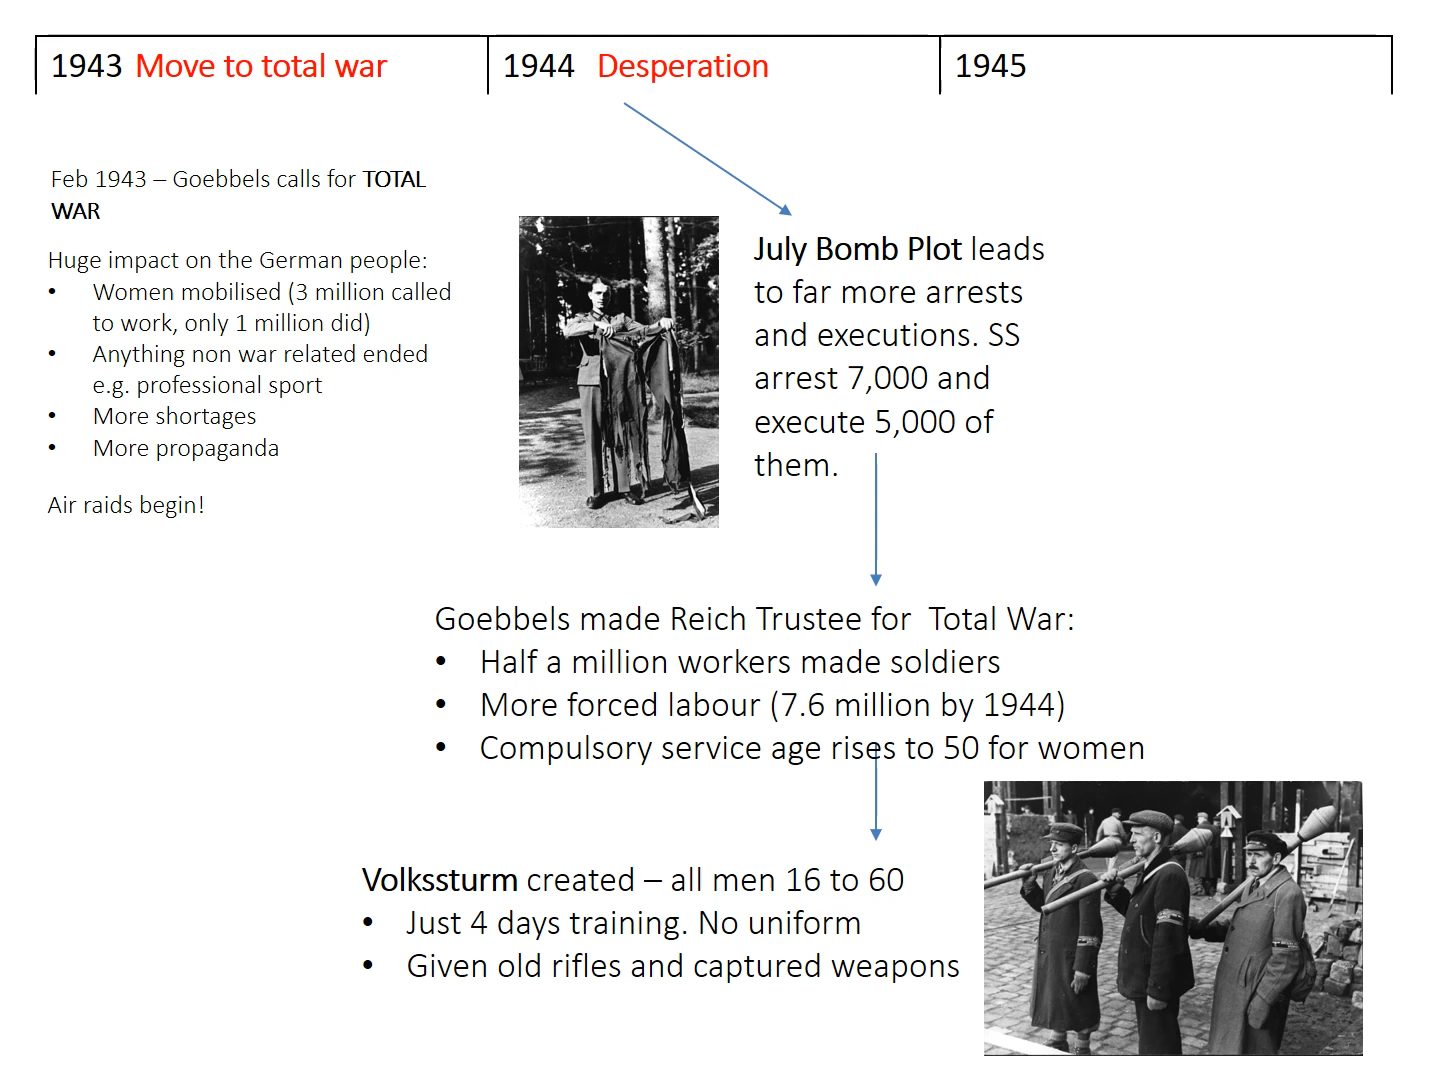 1943 Move to total war
1944 Desperation
1945
Feb 1943 – Goebbels calls for TOTAL
WAR
Huge impact on the German people:
• Women mobilised (3 million called
to work, only 1 million did)
• Anything non war related ended
e.g. professional sport
• More shortages
• More propaganda
Air raids begin!
July Bomb Plot leads
to far more arrests
and executions. SS
arrest 7,000 and
execute 5,000 of
them.
Goebbels made Reich Trustee for  Total War:
• Half a million workers made soldiers
• More forced labour (7.6 million by 1944)
• Compulsory service age rises to 50 for women
Volkssturm created – all men 16 to 60
• Just 4 days training. No uniform
• Given old rifles and captured weapons